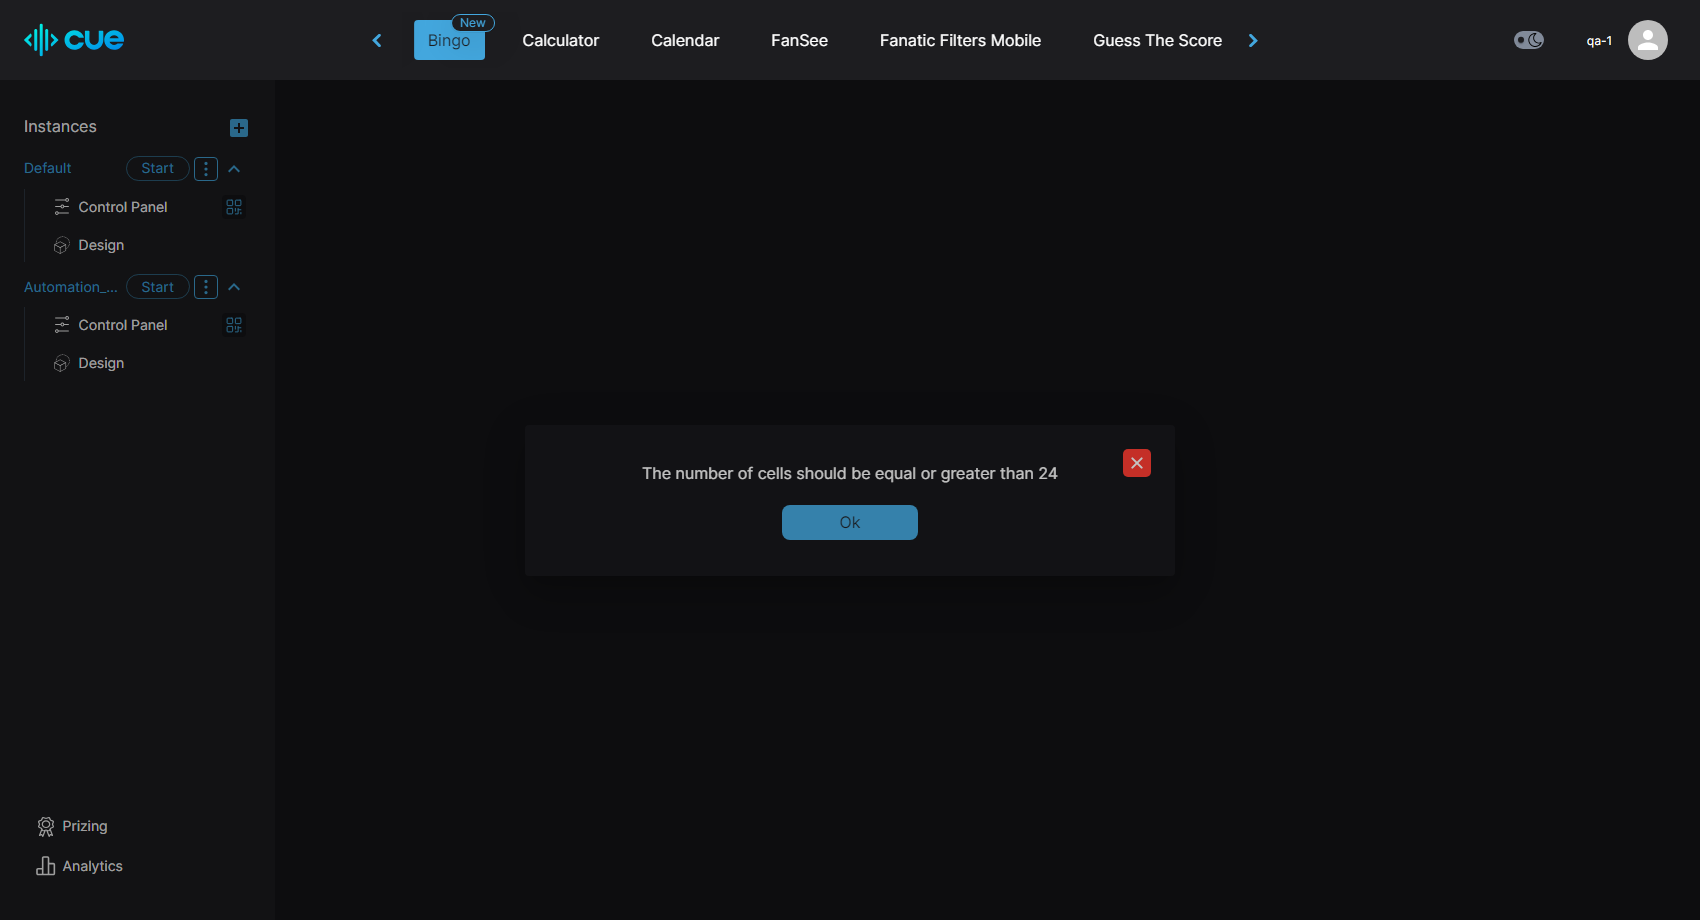 cue
Bingo
New
Calculator
Calendar
FanSee
Fanatic Filters Mobile
Guess The Score
qa-1
Instances
Default
Start
Control Panel
Design
Automation_...
Start
Control Panel
Design
The number of cells should be equal or greater than 24
Ok
Prizing
Analytics